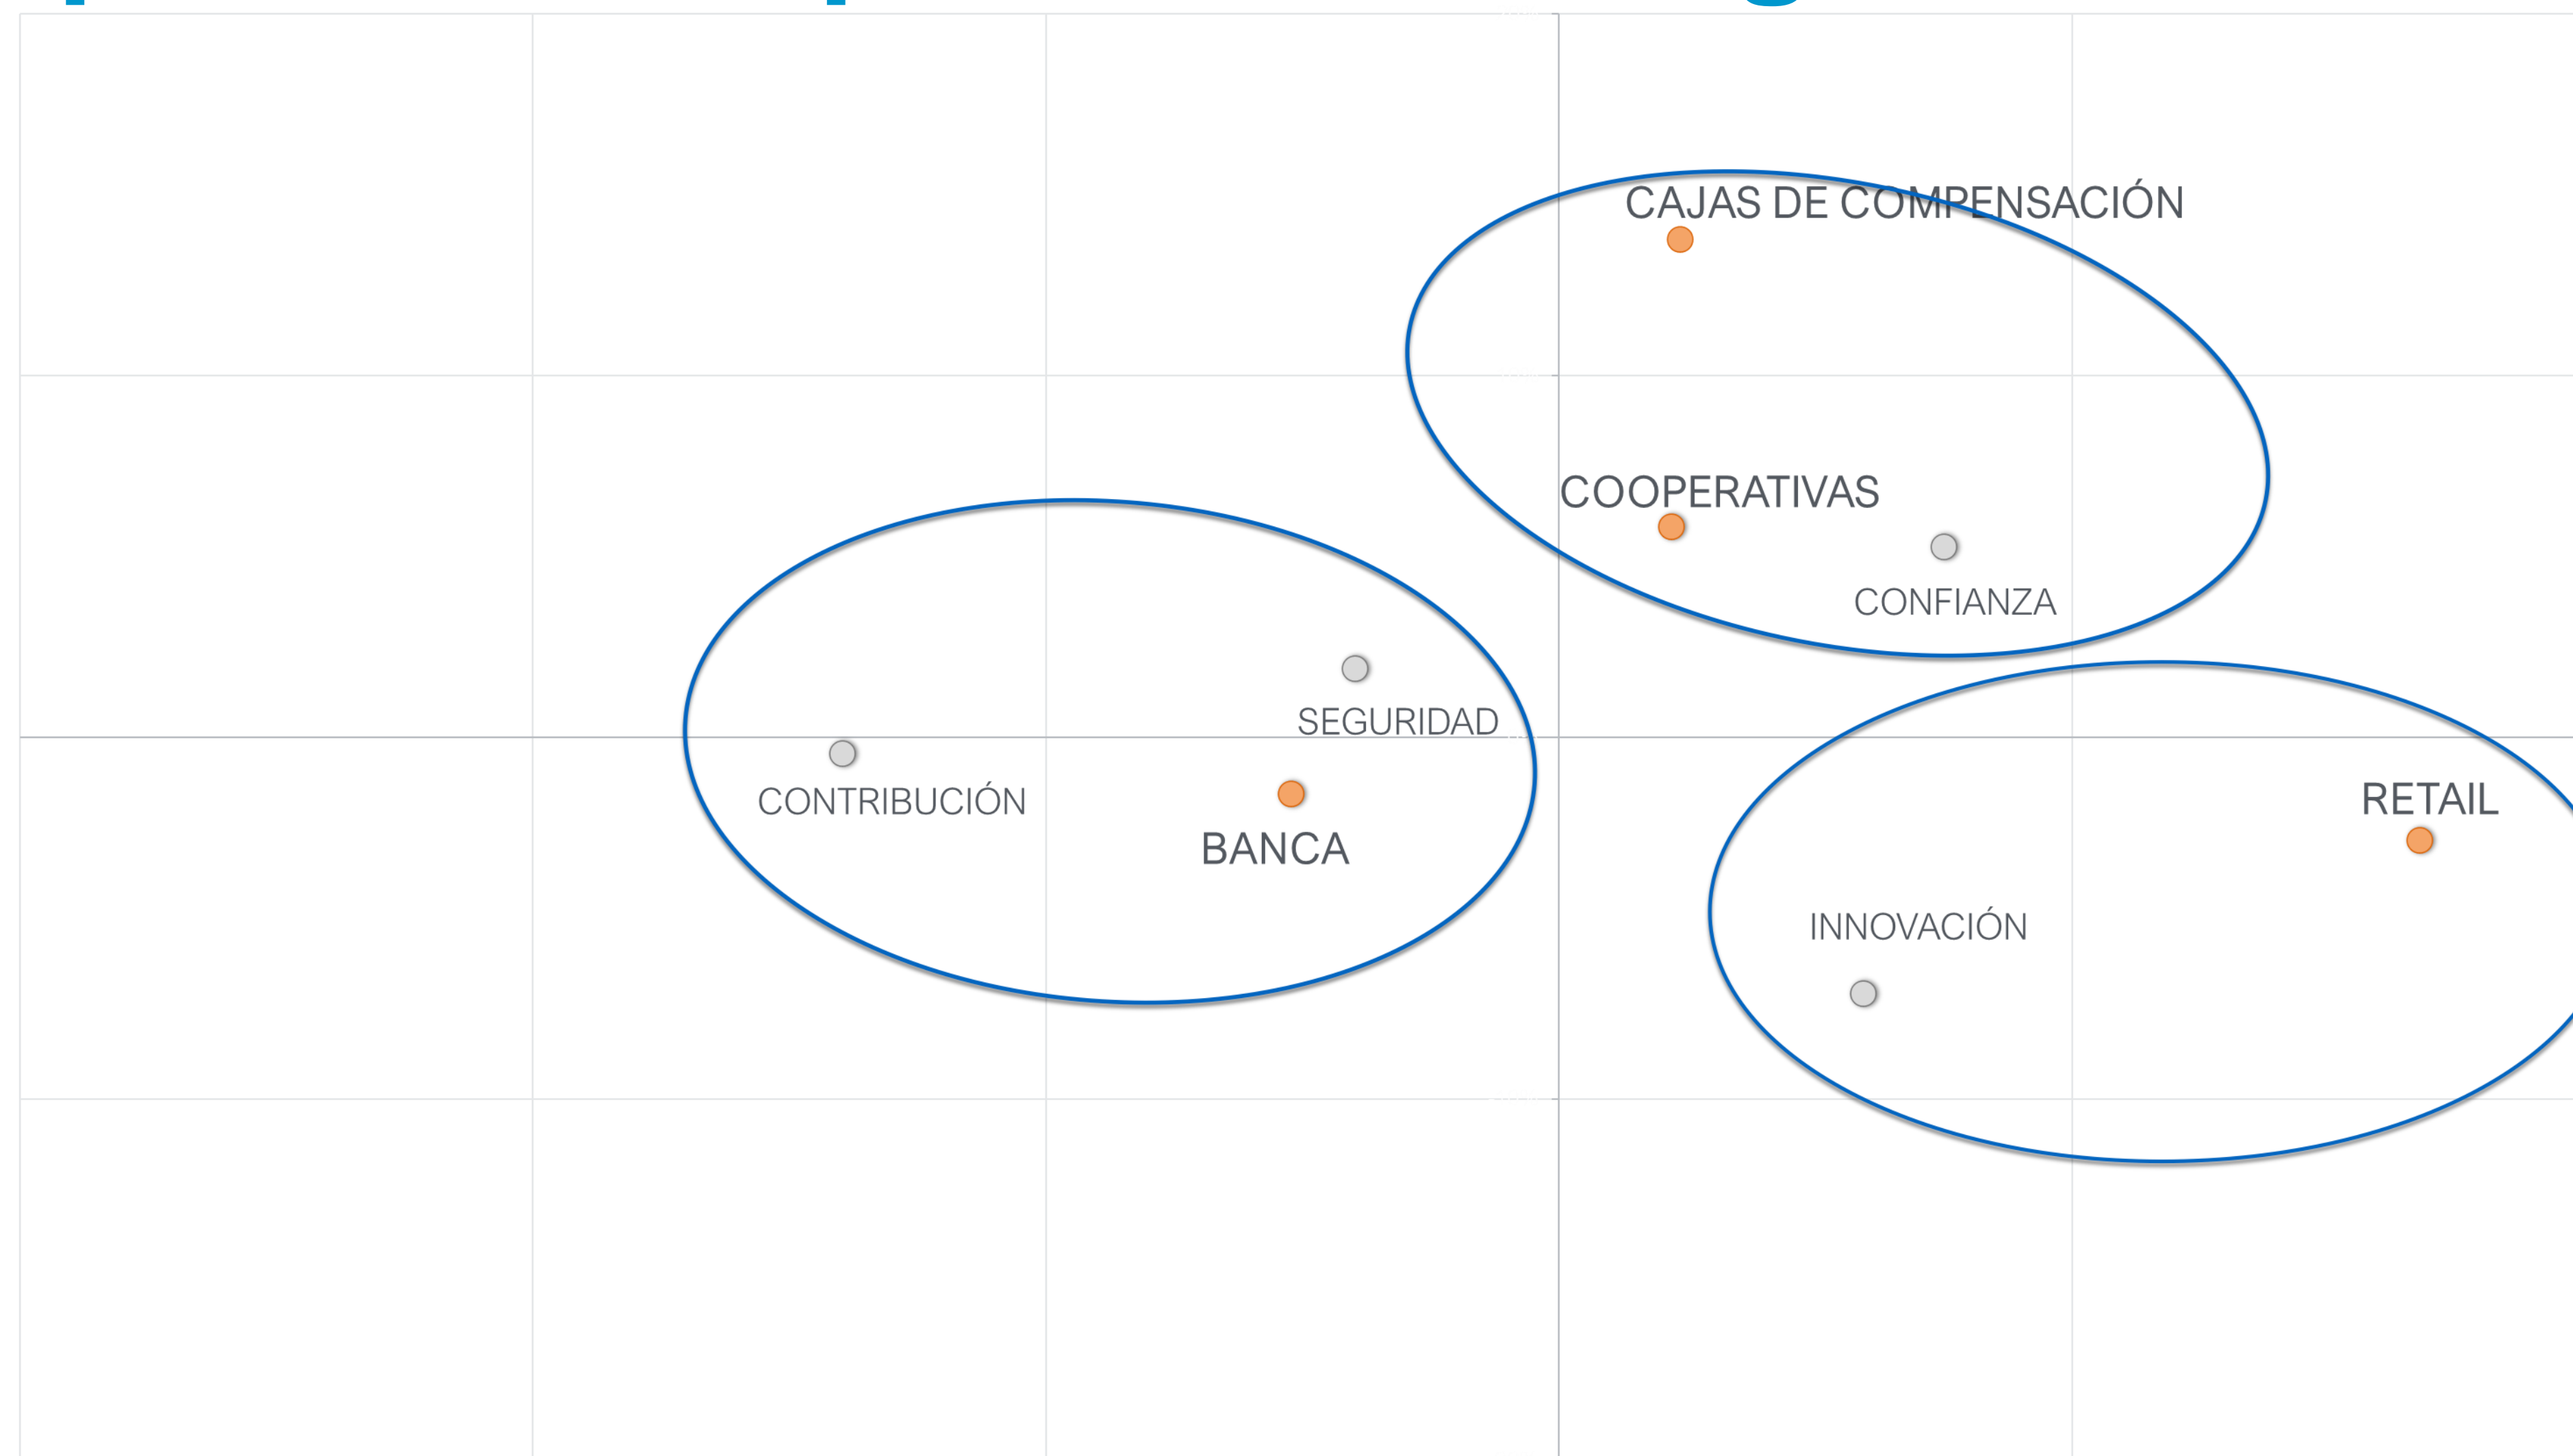 CAJAS DE COMPENSACIÓN
COOPERATIVAS
CONFIANZA
SEGURIDAD
CONTRIBUCIÓN
BANCA
RETAIL
INNOVACIÓN